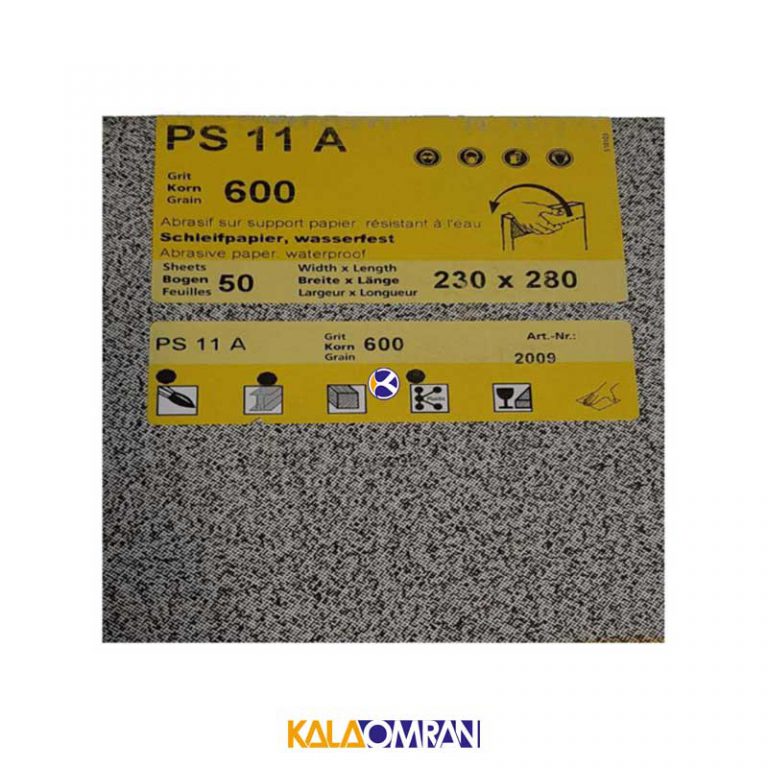 PS 11 A
Grit
Korn 600
Grain
Abrasif sur support papier résistant à l'eau
Schleifpapier, wasserfest
Abrasive paper waterproof
Sheets
Bogen 50
Feuilles
Width x Length
Breite x Länge 230 x 280
Largeur x Longueur
PS 11 A
Grit
Korn 600
Grain
Art.-Nr.:
2009
Plastic
KALAOMRAN